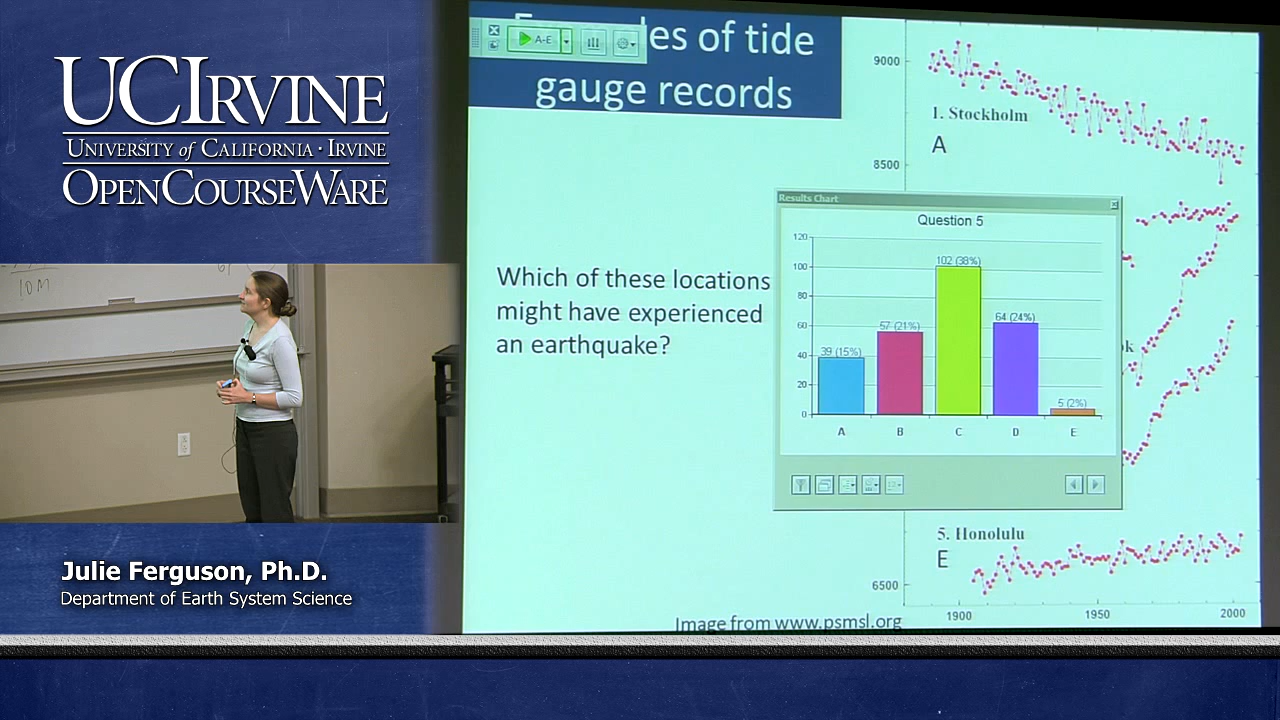 UCIRVINE
UNIVERSITY of CALIFORNIA · IRVINE
OPENCOURSEWARE
10M
Julie Ferguson, Ph.D.
Department of Earth System Science
A-E
les of tide
gauge records
Which of these locations
might have experienced
an earthquake?
9000
1. Stockholm
A
8500
Results Chart
Question 5
120
100
80
60
40
20
0
39 (15%)
57 (21%)
102 (38%)
64 (24%)
5 (2%)
A B C D E
ok
5. Honolulu
E
6500
1900 1950 2000
Image from www.psmsl.org